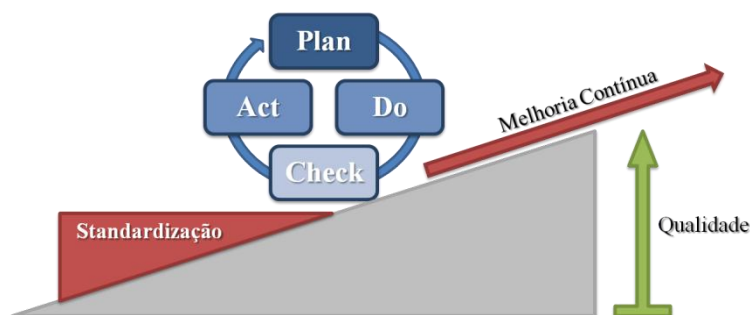 Plan
Act
Do
Check
Melhoria Contínua
Standardização
Qualidade